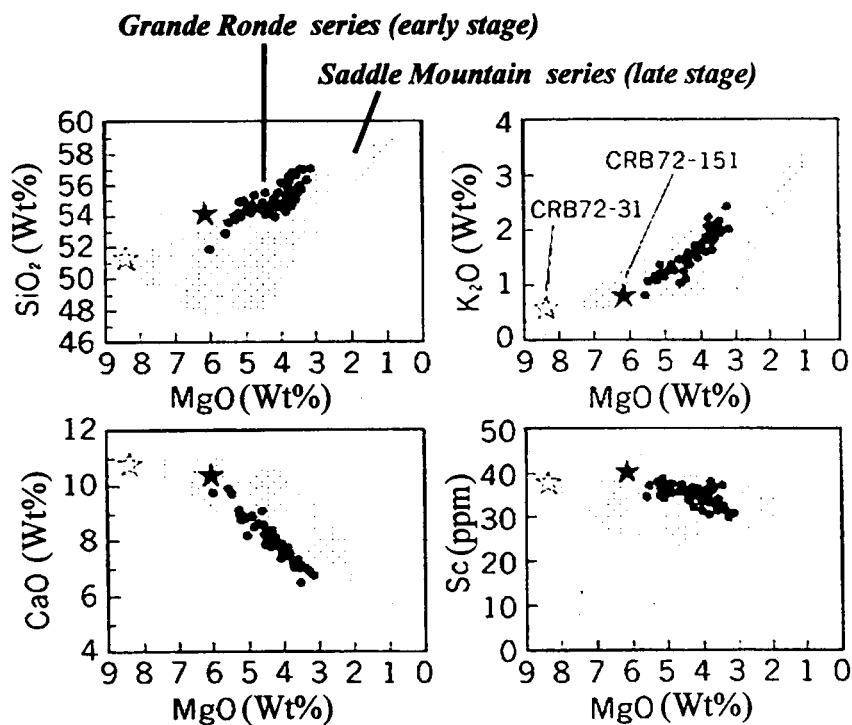 Grande Ronde series (early stage)
Saddle Mountain series (late stage)
60
58
56
54
52
50
48
46
SiO₂ (Wt%)
9 8 7 6 5 4 3 2 1 0
MgO (Wt%)
4
3
2
1
0
K₂O (Wt%)
CRB72-151
CRB72-31
9 8 7 6 5 4 3 2 1 0
MgO (Wt%)
12
10
8
6
4
CaO (Wt%)
9 8 7 6 5 4 3 2 1 0
MgO (Wt%)
50
40
30
20
10
0
Sc (ppm)
9 8 7 6 5 4 3 2 1 0
MgO (Wt%)